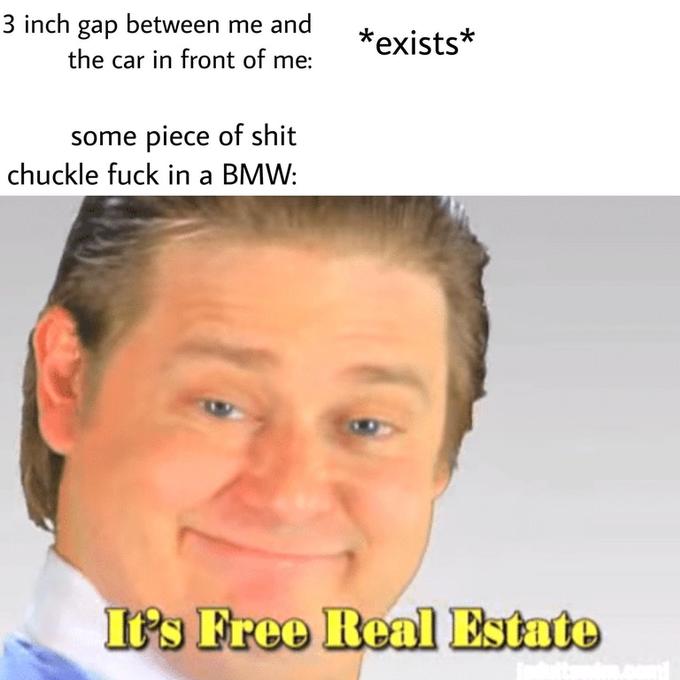 3 inch gap between me and
the car in front of me:
*exists*
some piece of shit
chuckle fuck in a BMW:
It's Free Real Estate